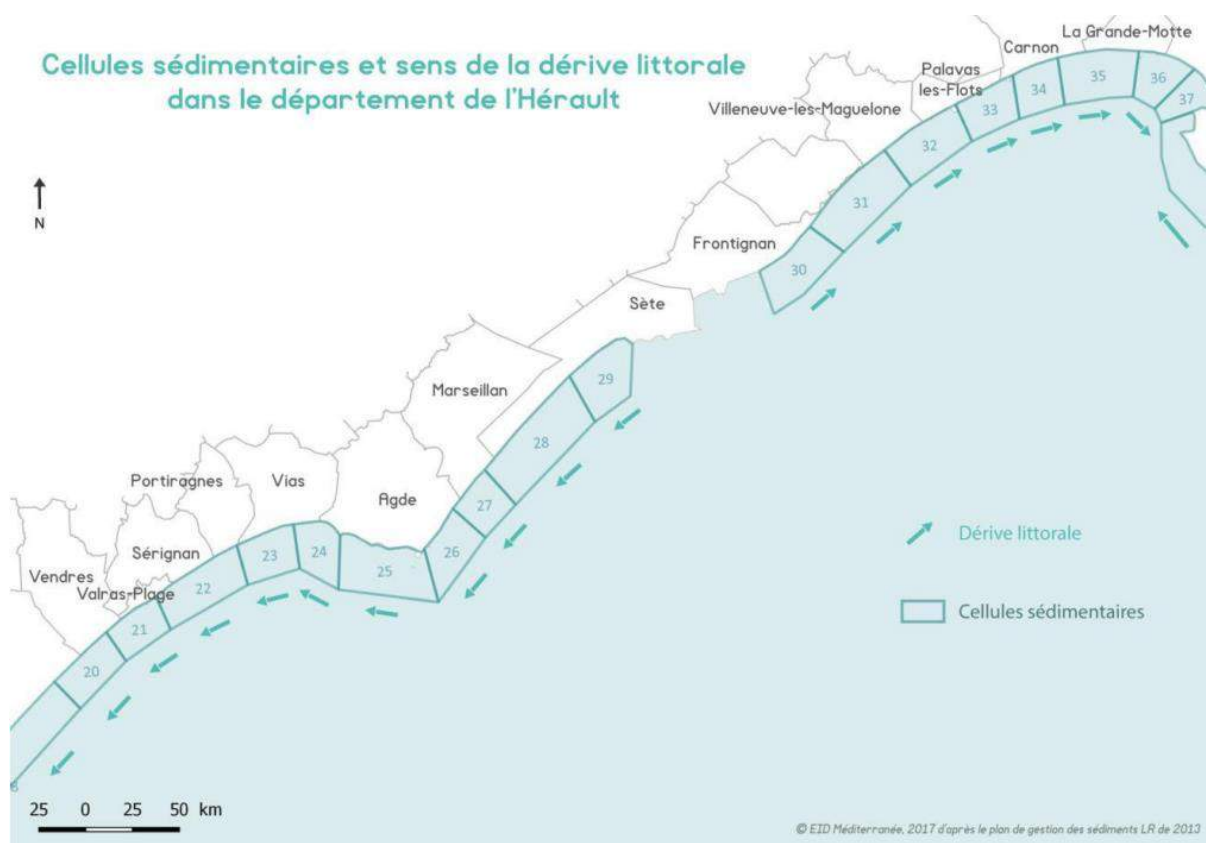 Cellules sédimentaires et sens de la dérive littorale
dans le département de l'Hérault
La Grande-Motte
Carnon
Palavas
les-Flots
Villeneuve-les-Maguelone
36
35
34
37
33
32
31
N
Frontignan
30
Sète
29
Marseillan
28
Portiragnes
Vias
Agde
27
Sérignan
26
23
24
25
Vendres
Valras-Plage
22
21
20
Dérive littorale
Cellules sédimentaires
8
25 0 25 50 km
© EID Méditerranée, 2017 d'après le plan de gestion des sédiments LR de 2013